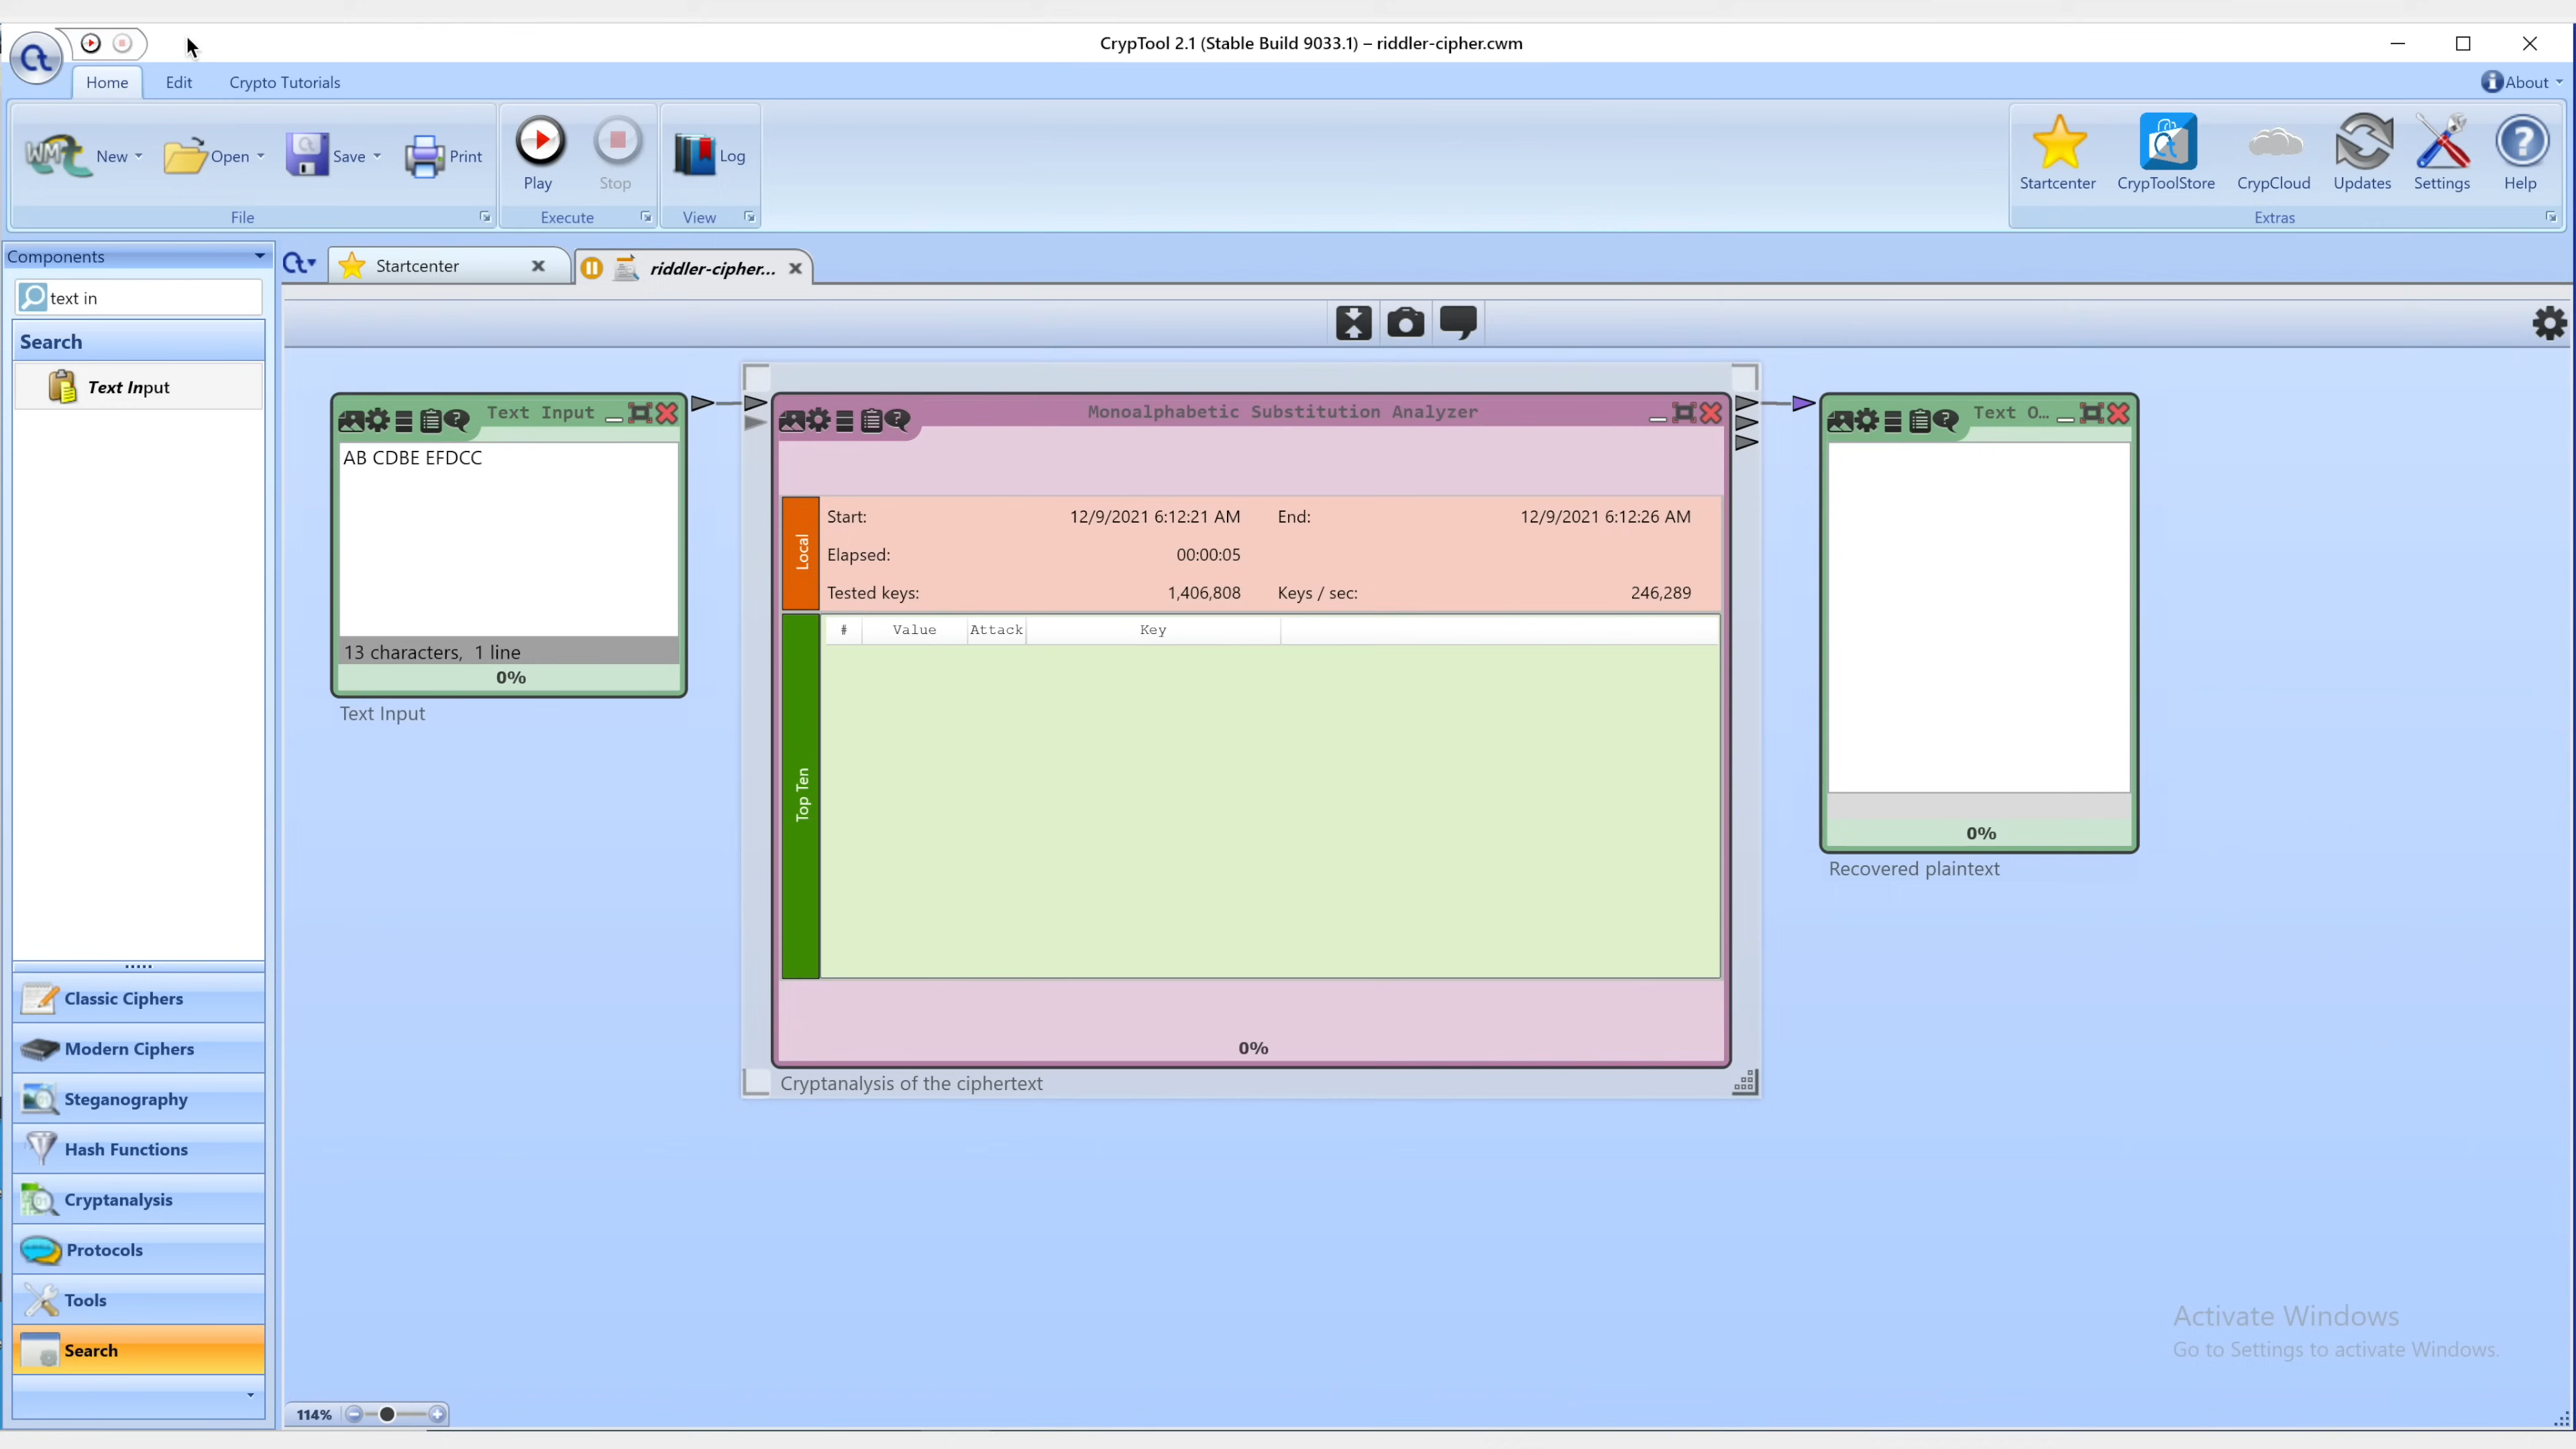 CrypTool 2.1 (Stable Build 9033.1) – riddler-cipher.cwm
Home Edit Crypto Tutorials About
New Open Save Print Play Stop Log Startcenter CrypToolStore CrypCloud Updates Settings Help
File Execute View Extras
Components
Startcenter riddler-cipher...
text in
Search
Text Input
Text Input
Monoalphabetic Substitution Analyzer
Text O...
AB CDBE EFDCC
Local
Start: 12/9/2021 6:12:21 AM End: 12/9/2021 6:12:26 AM
Elapsed: 00:00:05
Tested keys: 1,406,808 Keys / sec: 246,289
# Value Attack Key
13 characters, 1 line
0%
Text Input
Top Ten
0%
Recovered plaintext
0%
Cryptanalysis of the ciphertext
Classic Ciphers
Modern Ciphers
Steganography
Hash Functions
Cryptanalysis
Protocols
Tools
Search
Activate Windows
Go to Settings to activate Windows.
114%